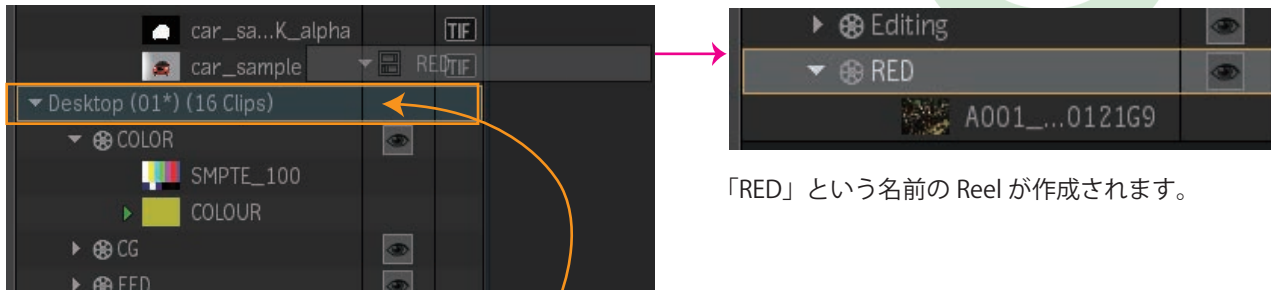 car_sa...K_alpha TIF
car_sample RED TIF
Desktop (01*) (16 Clips)
COLOR
SMPTE_100
COLOUR
CG
Editing
RED
A001_...0121G9
「RED」という名前の Reel が作成されます。